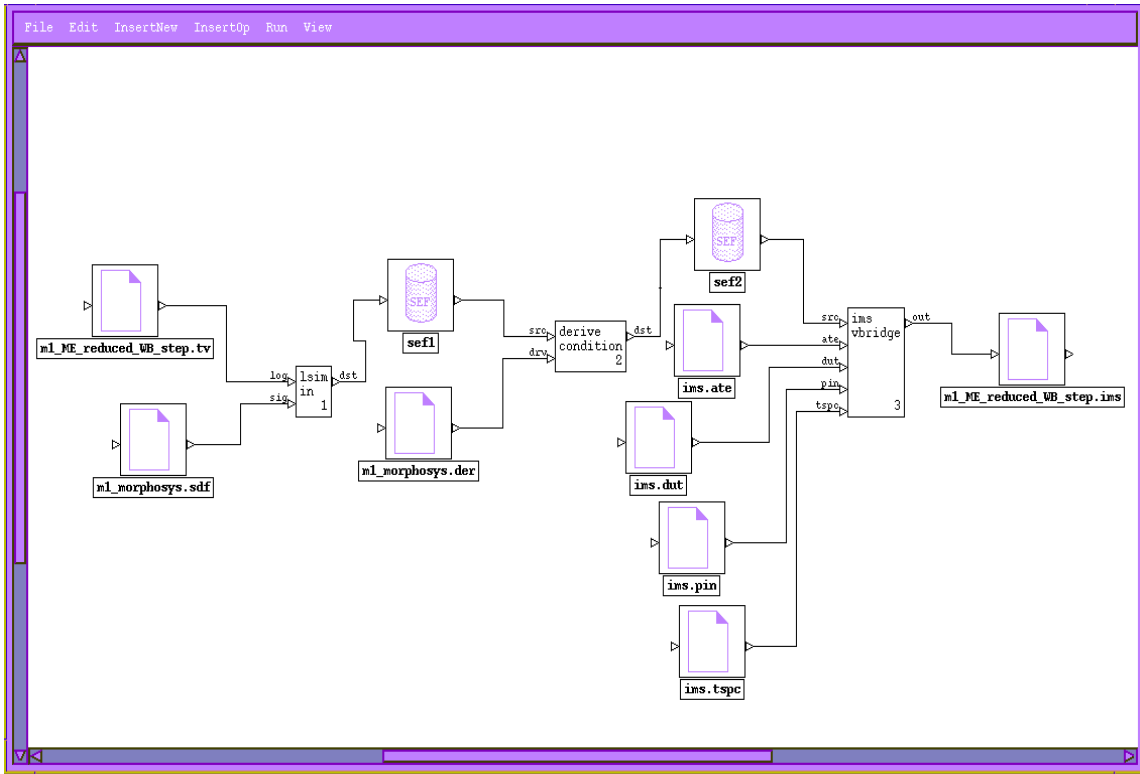 File Edit InsertNew InsertOp Run View
SEF
sef2
SEF
sef1
m1_ME_reduced_WB_step.tv
log
sig
lsim
in
1
dst
m1_morphosys.sdf
src
drv
derive
condition
2
dst
m1_morphosys.der
ims.ate
ims.dut
ims.pin
ims.tspc
src
ate
dut
pin
tspc
ims
vbridge
3
out
m1_ME_reduced_WB_step.ims